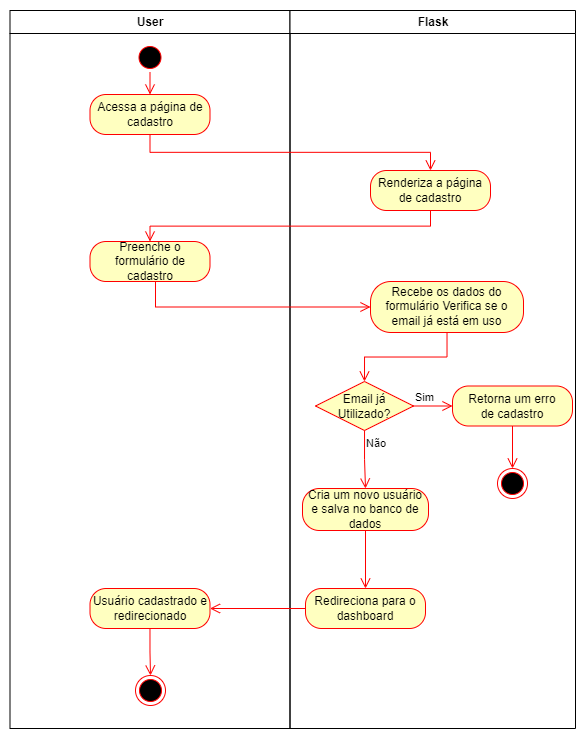 User
Flask
Acessa a página de
cadastro
Renderiza a página
de cadastro
Preenche o
formulário de
cadastro
Recebe os dados do
formulário Verifica se o
email já está em uso
Email já
Utilizado?
Sim
Retorna um erro
de cadastro
Não
Cria um novo usuário
e salva no banco de
dados
Usuário cadastrado e
redirecionado
Redireciona para o
dashboard